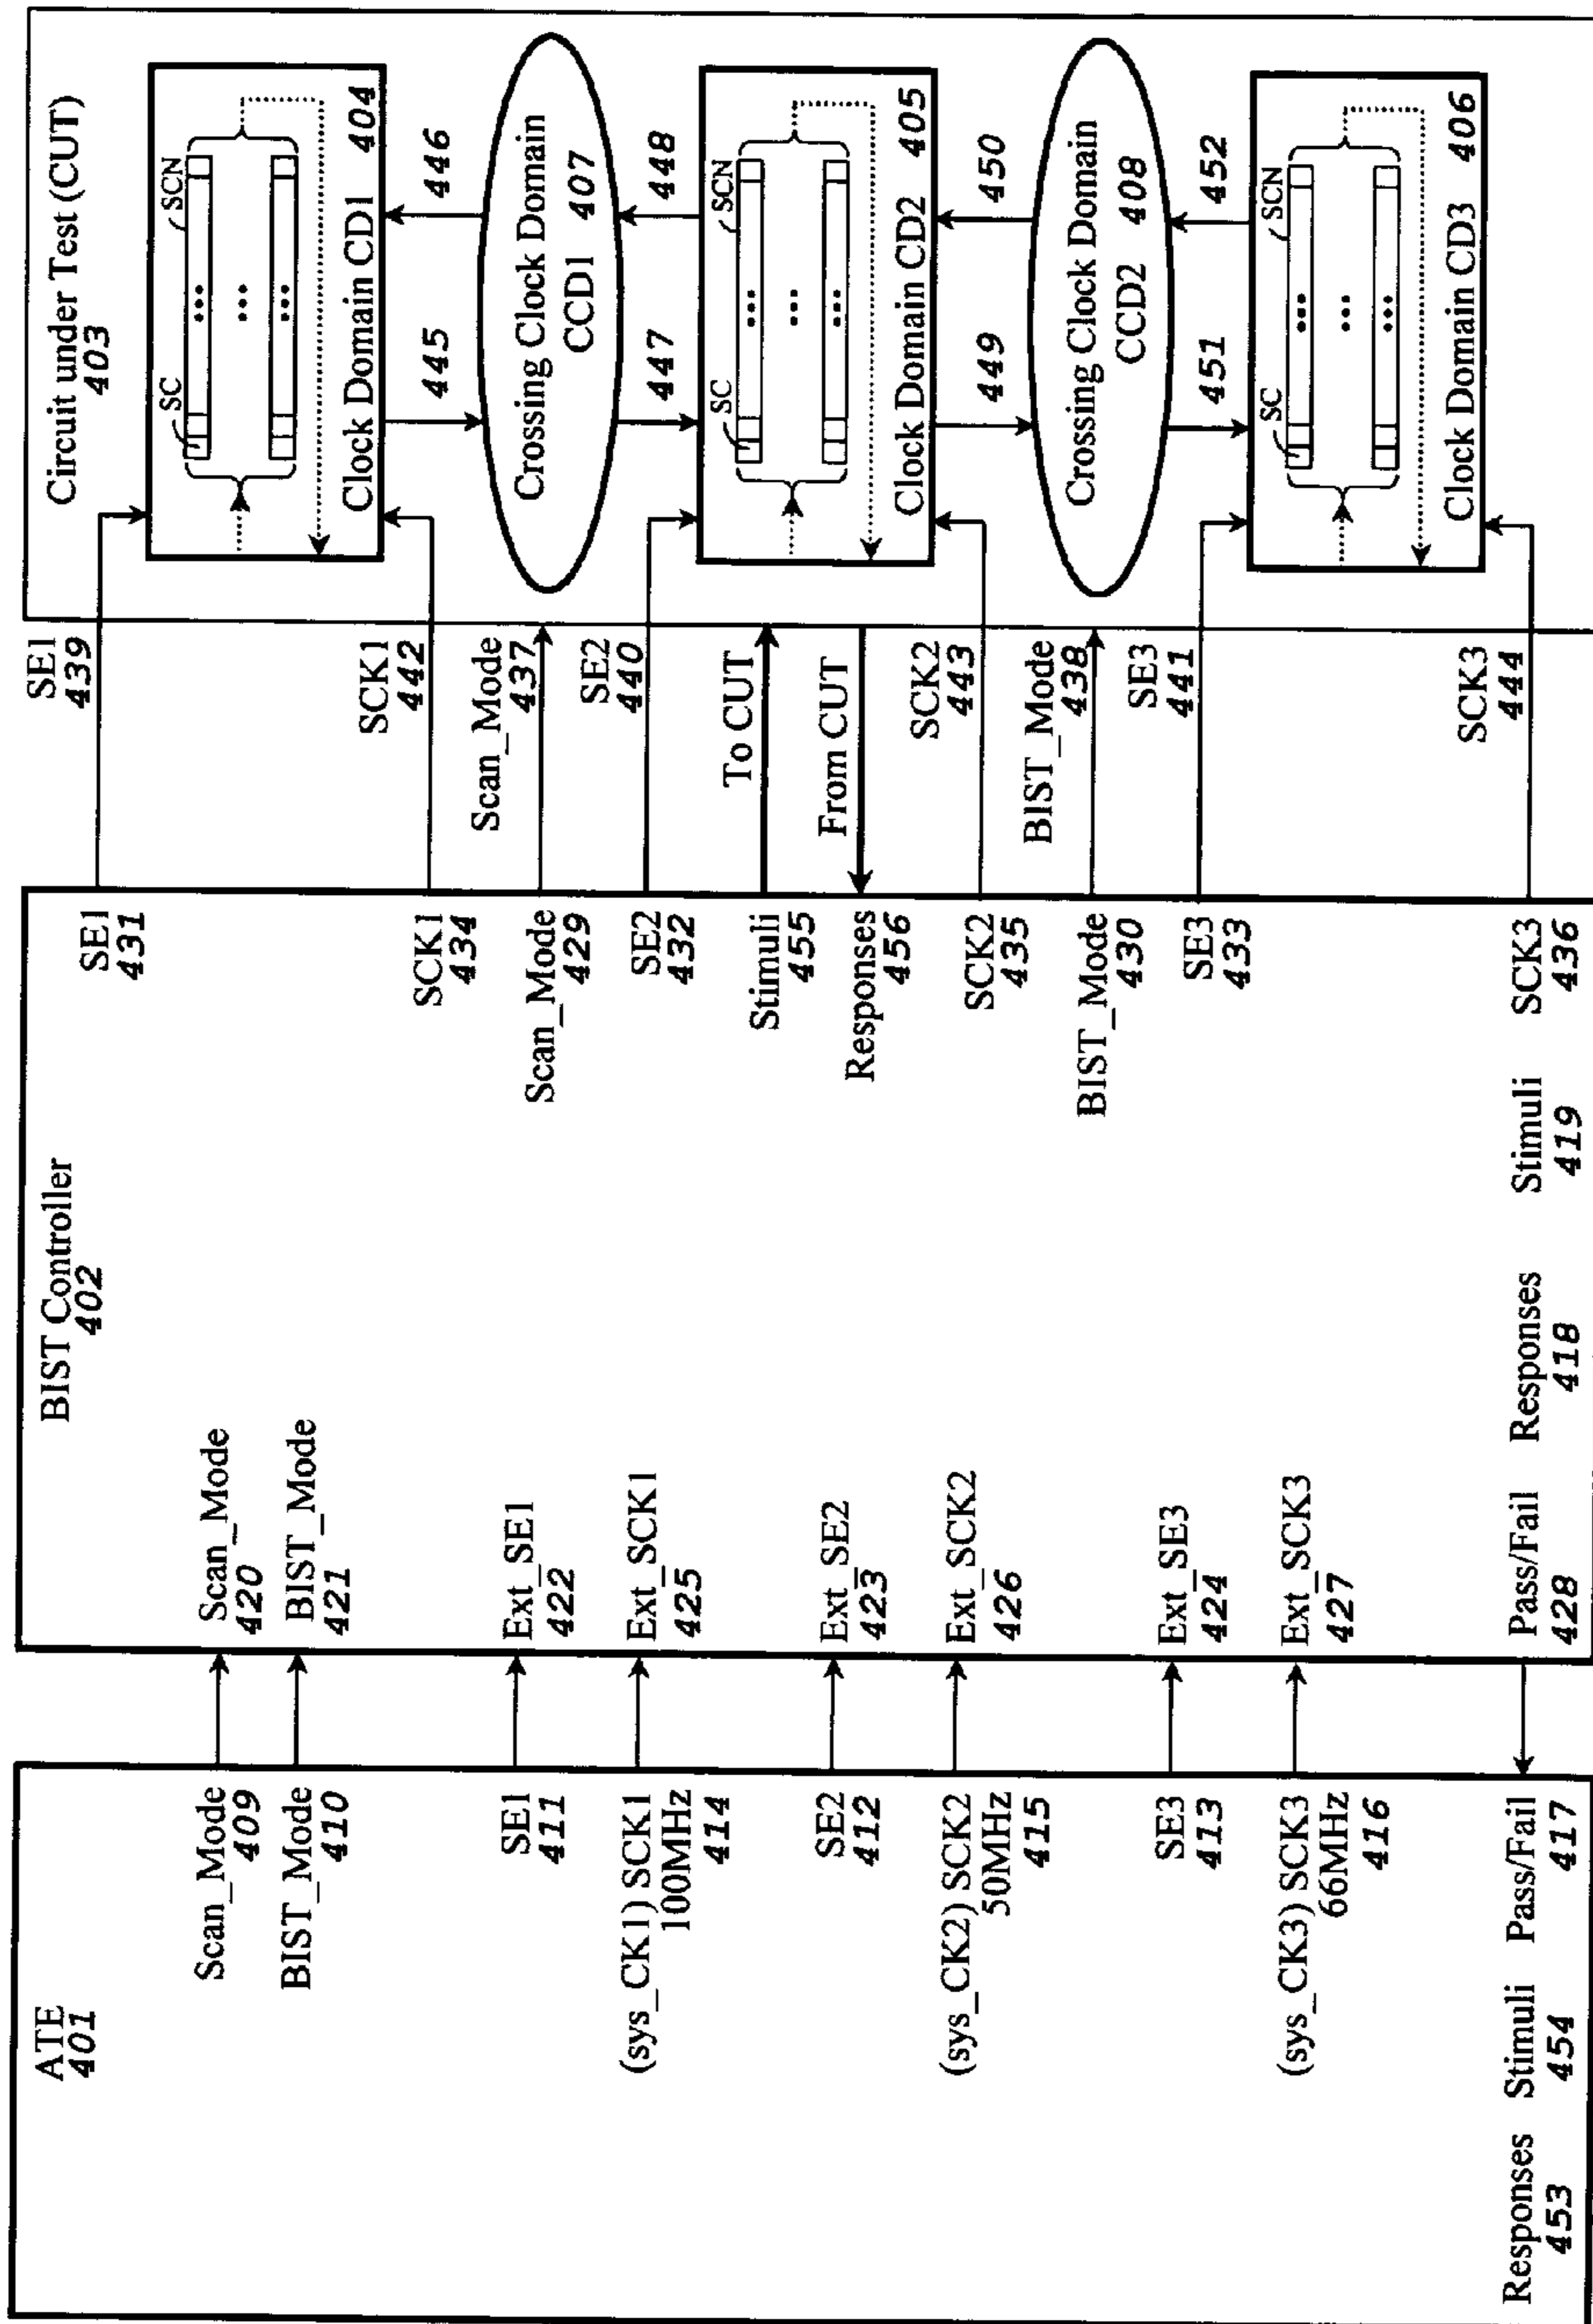 ATE
401
Scan_Mode
409
BIST_Mode
410
SE1
411
(sys_CK1) SCK1
100MHz
414
SE2
412
(sys_CK2) SCK2
50MHz
415
SE3
413
(sys_CK3) SCK3
66MHz
416
Responses
453
Stimuli
454
Pass/Fail
417
BIST Controller
402
Scan_Mode
420
BIST_Mode
421
Ext_SE1
422
Ext_SCK1
425
Ext_SE2
423
Ext_SCK2
426
Ext_SE3
424
Ext_SCK3
427
Pass/Fail
428
Responses
418
Stimuli
419
SE1
431
SCK1
434
Scan_Mode
429
SE2
432
Stimuli
455
Responses
456
SCK2
435
BIST_Mode
430
SE3
433
SCK3
436
SE1
439
SCK1
442
Scan_Mode
437
SE2
440
To CUT
From CUT
SCK2
443
BIST_Mode
438
SE3
441
SCK3
444
Circuit under Test (CUT)
403
SC
SCN
...
...
...
Clock Domain CD1
404
445
446
Crossing Clock Domain
CCD1
407
447
448
SC
SCN
...
...
...
Clock Domain CD2
405
449
450
Crossing Clock Domain
CCD2
408
451
452
SC
SCN
...
...
...
Clock Domain CD3
406